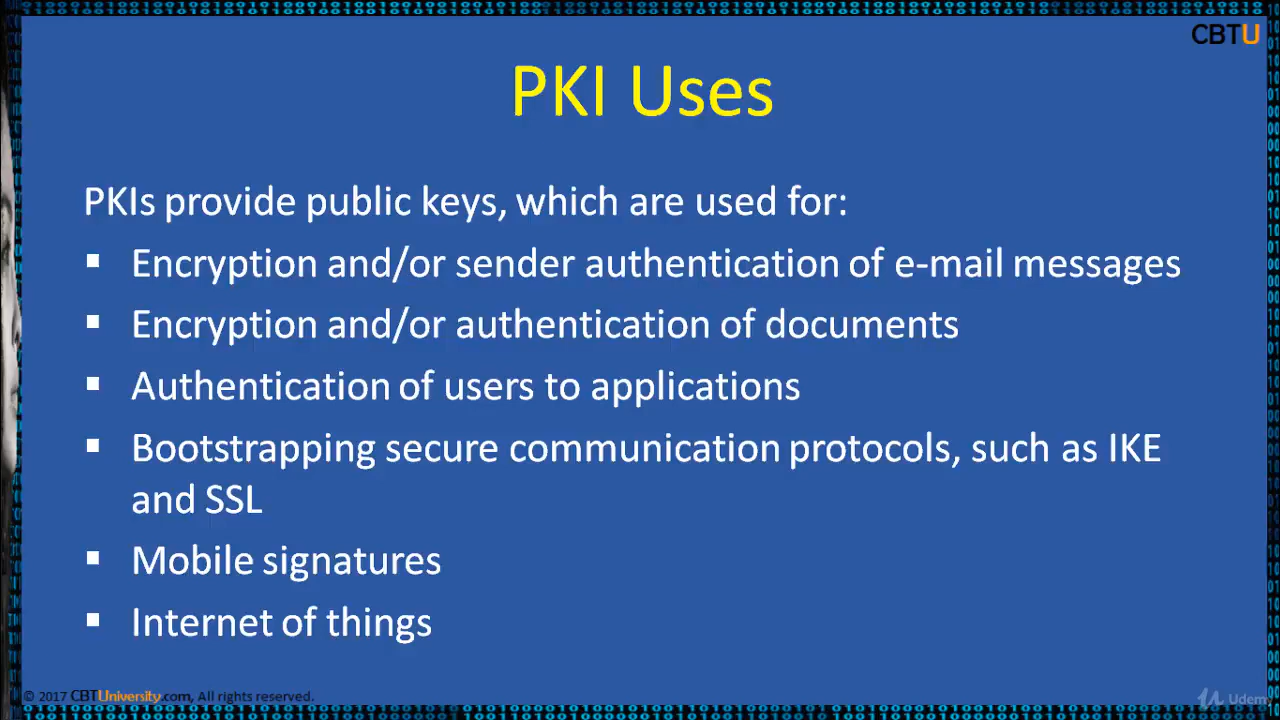 CBTU
PKI Uses
PKIs provide public keys, which are used for:
▪ Encryption and/or sender authentication of e-mail messages
▪ Encryption and/or authentication of documents
▪ Authentication of users to applications
▪ Bootstrapping secure communication protocols, such as IKE
and SSL
▪ Mobile signatures
▪ Internet of things
© 2017 CBTUniversity.com, All rights reserved.
Udemy